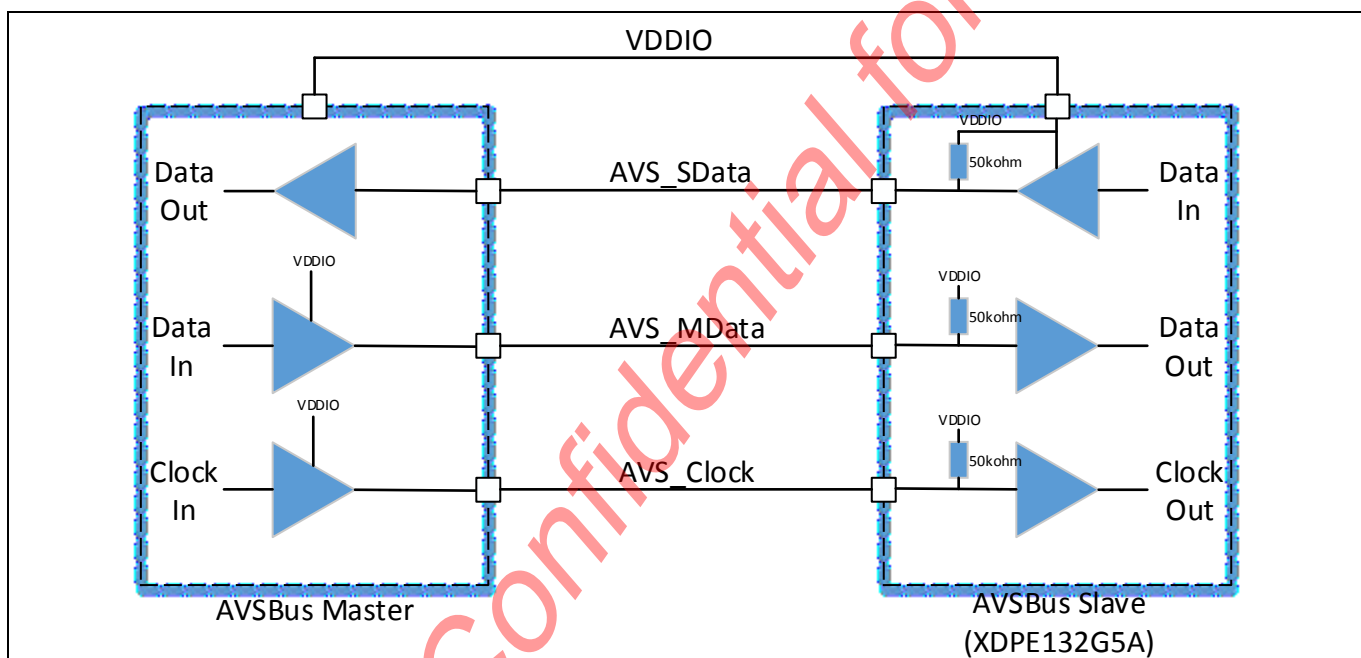 VDDIO
VDDIO
Data
Out
AVS_SData
50kohm
Data
In
VDDIO
VDDIO
Data
In
AVS_MData
50kohm
Data
Out
VDDIO
VDDIO
Clock
In
AVS_Clock
50kohm
Clock
Out
AVSBus Master
AVSBus Slave
(XDPE132G5A)
Confidential for